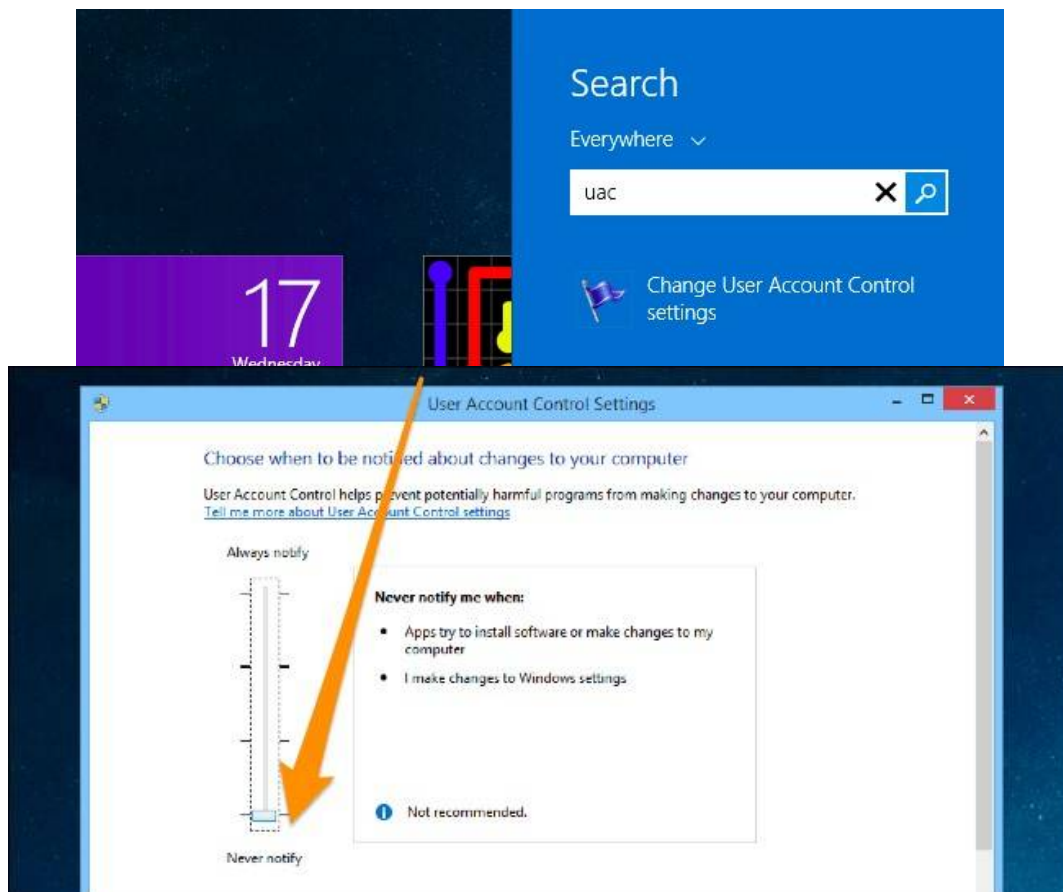 Search
Everywhere
uac
Change User Account Control
settings
17
Wednesday
User Account Control Settings
Choose when to be notified about changes to your computer
User Account Control helps prevent potentially harmful programs from making changes to your computer.
Tell me more about User Account Control settings
Always notify
Never notify me when:
• Apps try to install software or make changes to my
computer
• I make changes to Windows settings
Not recommended.
Never notify